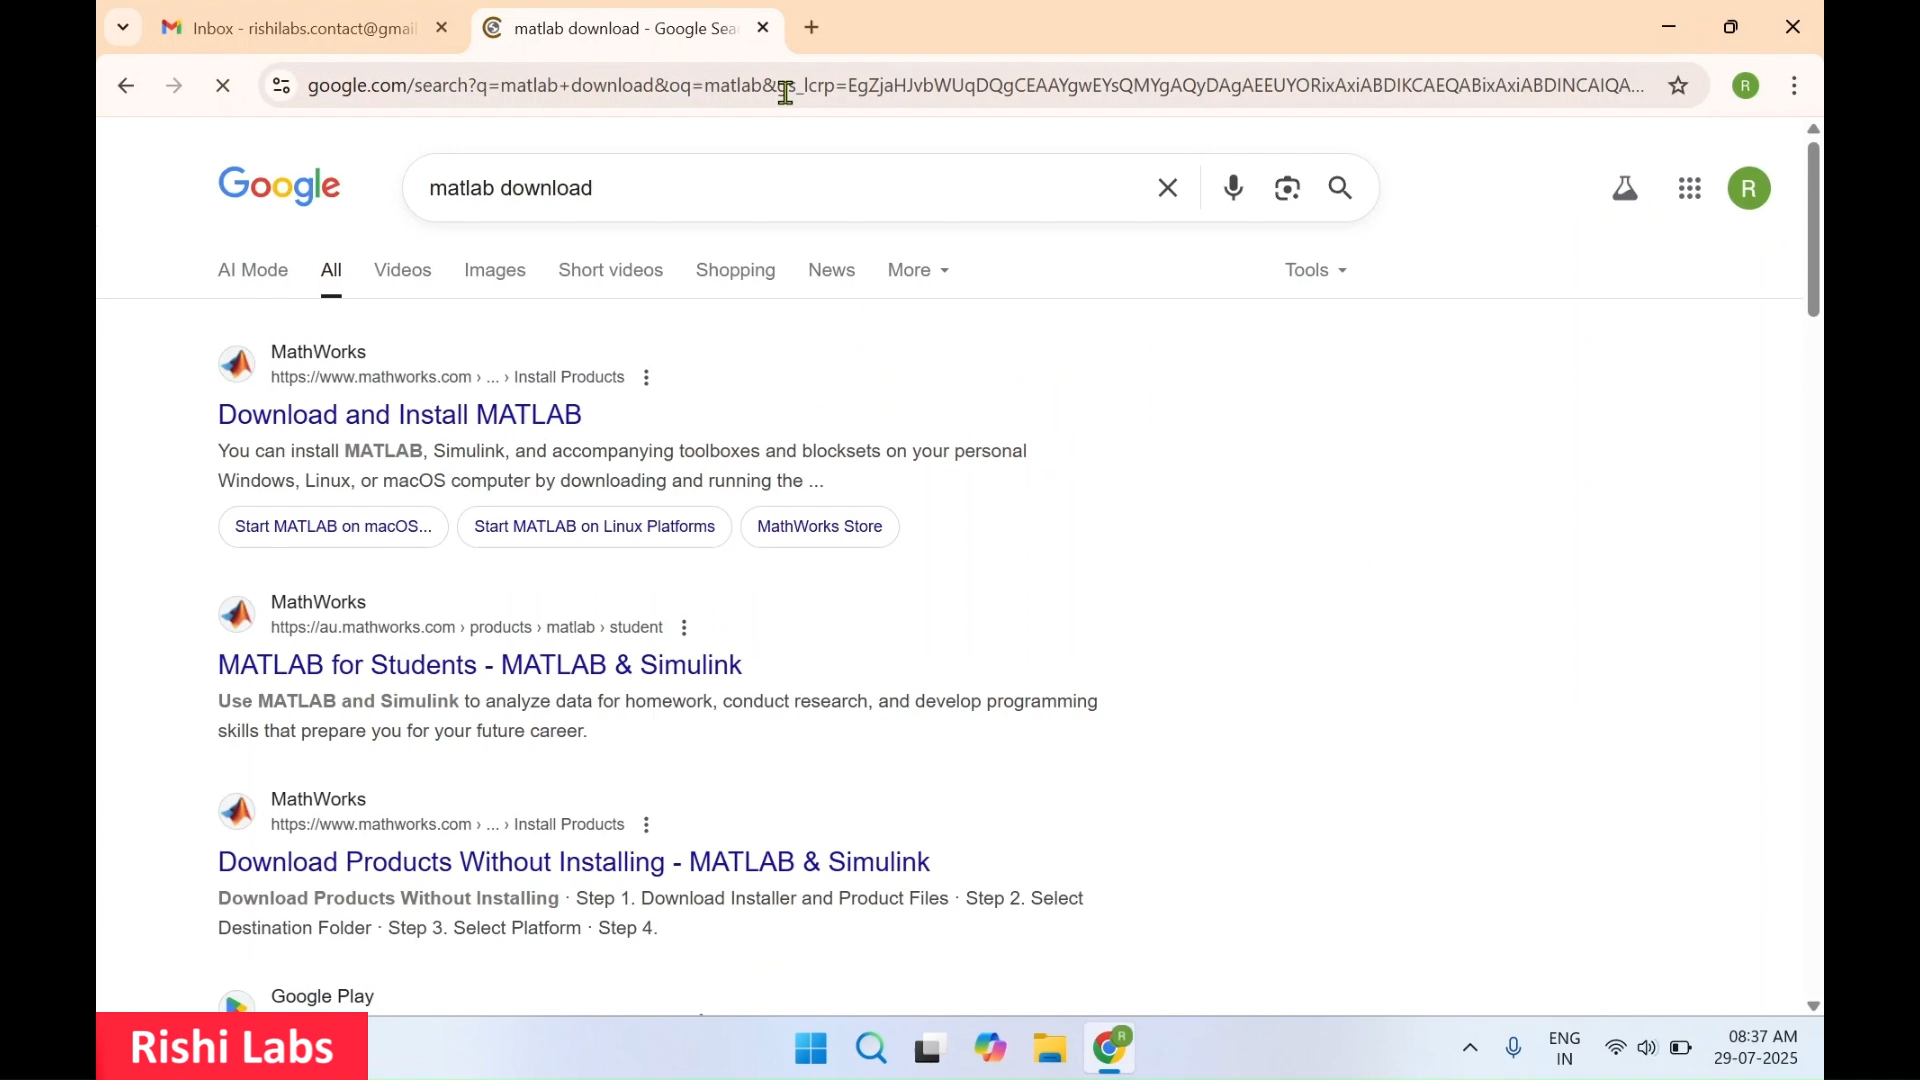 Inbox - rishilabs.contact@gmail
matlab download - Google Sea
google.com/search?q=matlab+download&oq=matlab&gs_lcrp=EgZjaHJvbWUqDQgCEAAYgwEYsQMYgAQyDAgAEEUYORixAxiABDIKCAEQABixAxiABDINCAIQA...
R
Google
matlab download
R
AI Mode
All
Videos
Images
Short videos
Shopping
News
More
Tools
MathWorks
https://www.mathworks.com › ... › Install Products
Download and Install MATLAB
You can install MATLAB, Simulink, and accompanying toolboxes and blocksets on your personal
Windows, Linux, or macOS computer by downloading and running the ...
Start MATLAB on macOS...
Start MATLAB on Linux Platforms
MathWorks Store
MathWorks
https://au.mathworks.com › products › matlab › student
MATLAB for Students - MATLAB & Simulink
Use MATLAB and Simulink to analyze data for homework, conduct research, and develop programming
skills that prepare you for your future career.
MathWorks
https://www.mathworks.com › ... › Install Products
Download Products Without Installing - MATLAB & Simulink
Download Products Without Installing · Step 1. Download Installer and Product Files · Step 2. Select
Destination Folder · Step 3. Select Platform · Step 4.
Google Play
Rishi Labs
R
ENG
IN
08:37 AM
29-07-2025